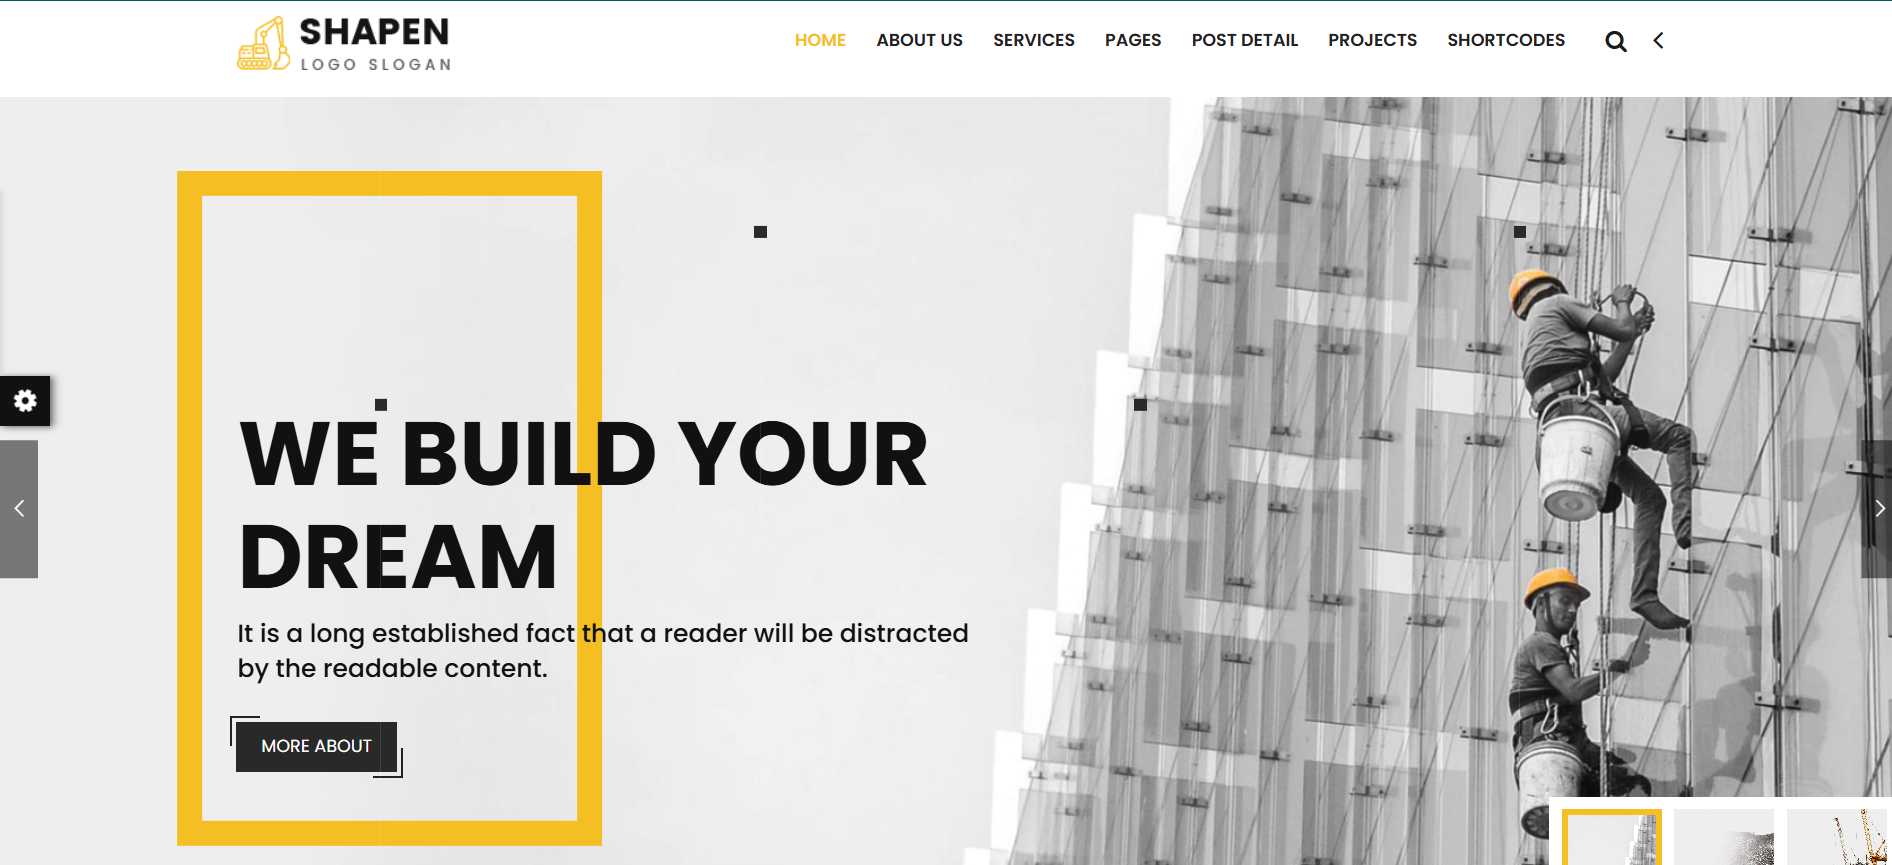 SHAPEN
LOGO SLOGAN
HOME ABOUT US SERVICES PAGES POST DETAIL PROJECTS SHORTCODES
WE BUILD YOUR
DREAM
It is a long established fact that a reader will be distracted
by the readable content.
MORE ABOUT